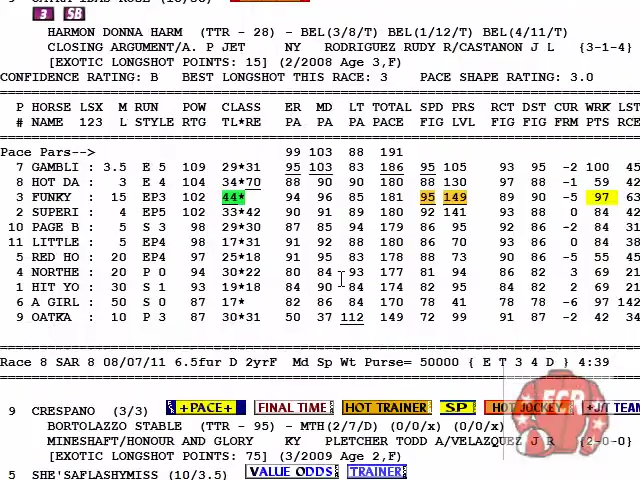 3 SB
HARMON DONNA HARM (TTR - 28) - BEL(3/8/T) BEL(1/12/T) BEL(4/11/T)
CLOSING ARGUMENT/A. P JET NY RODRIGUEZ RUDY R/CASTANON J L {3-1-4}
[EXOTIC LONGSHOT POINTS: 15] (2/2008 Age 3,F)
CONFIDENCE RATING: B BEST LONGSHOT THIS RACE: 3 PACE SHAPE RATING: 3.0
P HORSE LSX M RUN POW CLASS ER MD LT TOTAL SPD PRS RCT DST CUR WRK LST
# NAME 123 L STYLE RTG TL*RE PA PA PA PACE FIG LVL FIG FIG FRM PTS RCE
Pace Pars--> 99 103 88 191
7 GAMBLI : 3.5 E 5 109 29*31 95 103 83 186 95 105 93 95 -2 100 45
8 HOT DA : 3 E 4 104 34*70 88 90 90 180 88 130 97 88 -1 59 42
3 FUNKY : 15 EP3 102 44* 94 96 85 181 95 149 89 90 -5 97 63
2 SUPERI : 4 EP5 102 33*42 90 93 88 180 92 141 93 88 0 84 42
10 PAGE B : 5 S 3 98 29*30 87 85 94 179 86 95 92 86 -2 84 31
11 LITTLE : 5 EP4 98 17*31 91 92 88 180 86 70 93 86 0 84 31
5 RED HO : 20 EP4 97 25*18 91 95 83 178 88 73 90 86 -5 55 45
4 NORTHE : 20 P 0 94 30*22 80 84 93 177 81 94 86 82 3 69 21
1 HIT YO : 30 S 1 93 19*18 84 90 84 174 82 95 84 82 2 69 21
6 A GIRL : 50 S 0 87 17* 82 86 84 170 78 41 78 78 -6 97 142
9 OATKA : 10 P 3 87 30*31 50 37 112 149 72 99 91 87 -2 42 34
Race 8 SAR 8 08/07/11 6.5fur D 2yrF Md Sp Wt Purse= 50000 { E T 3 4 D } 4:39
9 CRESPANO (3/3) +PACE+ FINAL TIME HOT TRAINER SP HOT JOCKEY +J/T TEAM
BORTOLAZZO STABLE (TTR - 95) - MTH(2/7/D) (0/0/x) (0/0/x)
MINESHAFT/HONOUR AND GLORY KY PLETCHER TODD A/VELAZQUEZ J R {2-0-0}
[EXOTIC LONGSHOT POINTS: 75] (3/2009 Age 2,F)
5 SHE'SAFLASHYMISS (10/3.5) VALUE ODDS TRAINER